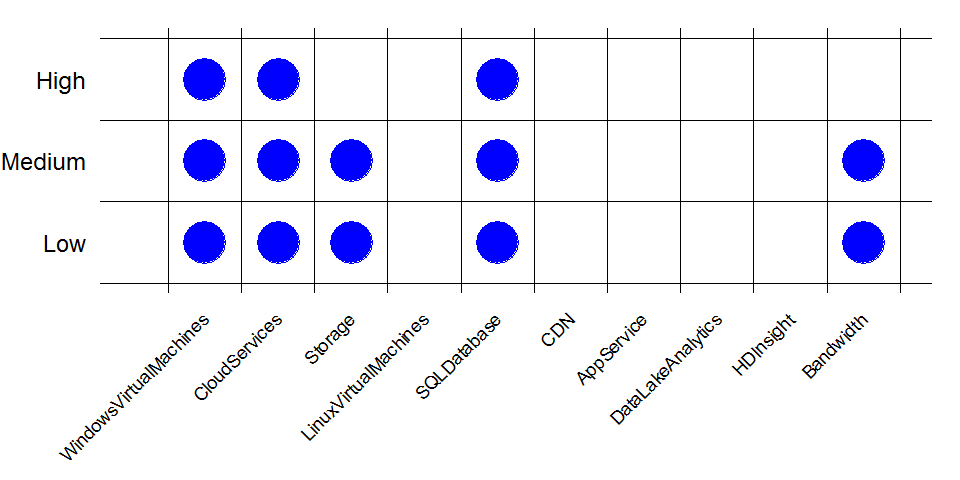 High
Medium
Low
WindowsVirtualMachines
CloudServices
Storage
LinuxVirtualMachines
SQLDatabase
CDN
AppService
DataLakeAnalytics
HDInsight
Bandwidth